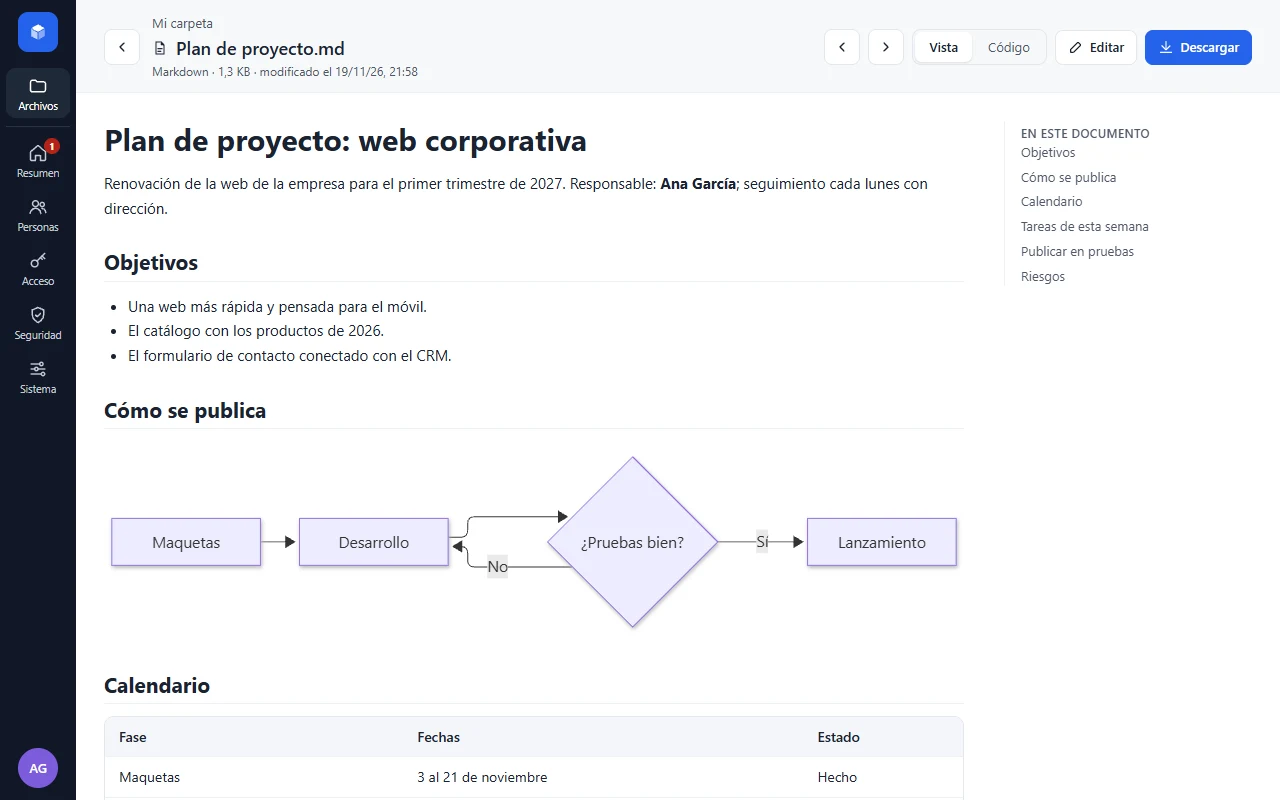 Archivos
1
Resumen
Personas
Acceso
Seguridad
Sistema
AG
Mi carpeta
Plan de proyecto.md
Markdown · 1,3 KB · modificado el 19/11/26, 21:58
Vista
Código
Editar
Descargar
Plan de proyecto: web corporativa
Renovación de la web de la empresa para el primer trimestre de 2027. Responsable: Ana García; seguimiento cada lunes con
dirección.
Objetivos
Una web más rápida y pensada para el móvil.
El catálogo con los productos de 2026.
El formulario de contacto conectado con el CRM.
Cómo se publica
Maquetas
Desarrollo
No
¿Pruebas bien?
Sí
Lanzamiento
Calendario
Fase Fechas Estado
Maquetas 3 al 21 de noviembre Hecho
EN ESTE DOCUMENTO
Objetivos
Cómo se publica
Calendario
Tareas de esta semana
Publicar en pruebas
Riesgos